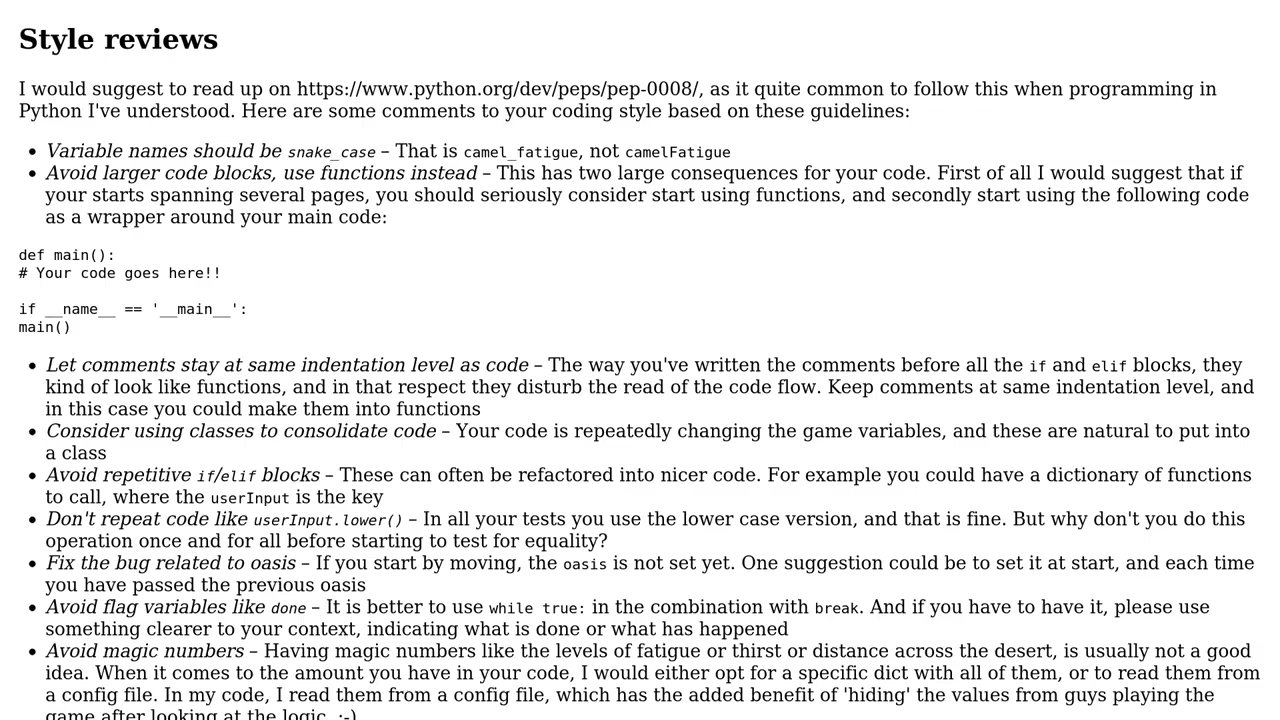 Style reviews
I would suggest to read up on https://www.python.org/dev/peps/pep-0008/, as it quite common to follow this when programming in
Python I've understood. Here are some comments to your coding style based on these guidelines:
• Variable names should be snake_case – That is camel_fatigue, not camelFatigue
• Avoid larger code blocks, use functions instead – This has two large consequences for your code. First of all I would suggest that if
your starts spanning several pages, you should seriously consider start using functions, and secondly start using the following code
as a wrapper around your main code:
def main():
# Your code goes here!!
if __name__ == '__main__':
main()
• Let comments stay at same indentation level as code – The way you've written the comments before all the if and elif blocks, they
kind of look like functions, and in that respect they disturb the read of the code flow. Keep comments at same indentation level, and
in this case you could make them into functions
• Consider using classes to consolidate code – Your code is repeatedly changing the game variables, and these are natural to put into
a class
• Avoid repetitive if/elif blocks – These can often be refactored into nicer code. For example you could have a dictionary of functions
to call, where the userInput is the key
• Don't repeat code like userInput.lower() – In all your tests you use the lower case version, and that is fine. But why don't you do this
operation once and for all before starting to test for equality?
• Fix the bug related to oasis – If you start by moving, the oasis is not set yet. One suggestion could be to set it at start, and each time
you have passed the previous oasis
• Avoid flag variables like done – It is better to use while true: in the combination with break. And if you have to have it, please use
something clearer to your context, indicating what is done or what has happened
• Avoid magic numbers – Having magic numbers like the levels of fatigue or thirst or distance across the desert, is usually not a good
idea. When it comes to the amount you have in your code, I would either opt for a specific dict with all of them, or to read them from
a config file. In my code, I read them from a config file, which has the added benefit of 'hiding' the values from guys playing the
game after looking at the logic. :-)